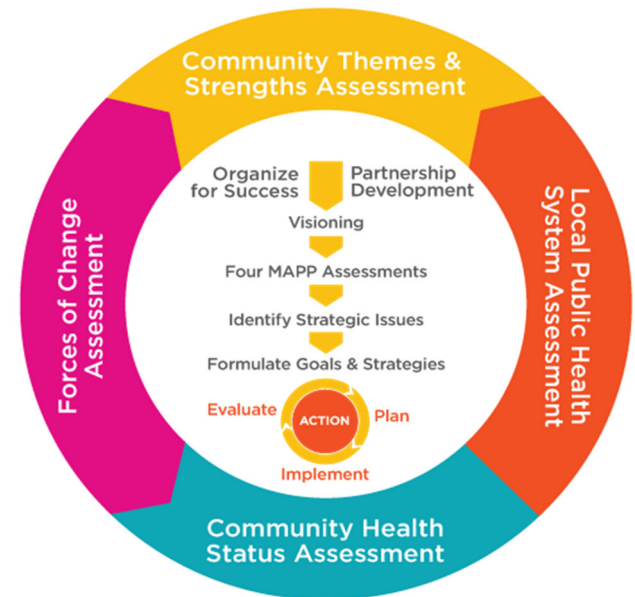 Community Themes &
Strengths Assessment
Organize
for Success
Partnership
Development
Visioning
Four MAPP Assessments
Identify Strategic Issues
Formulate Goals & Strategies
Evaluate
ACTION
Plan
Implement
Forces of Change
Assessment
Local Public Health
System Assessment
Community Health
Status Assessment